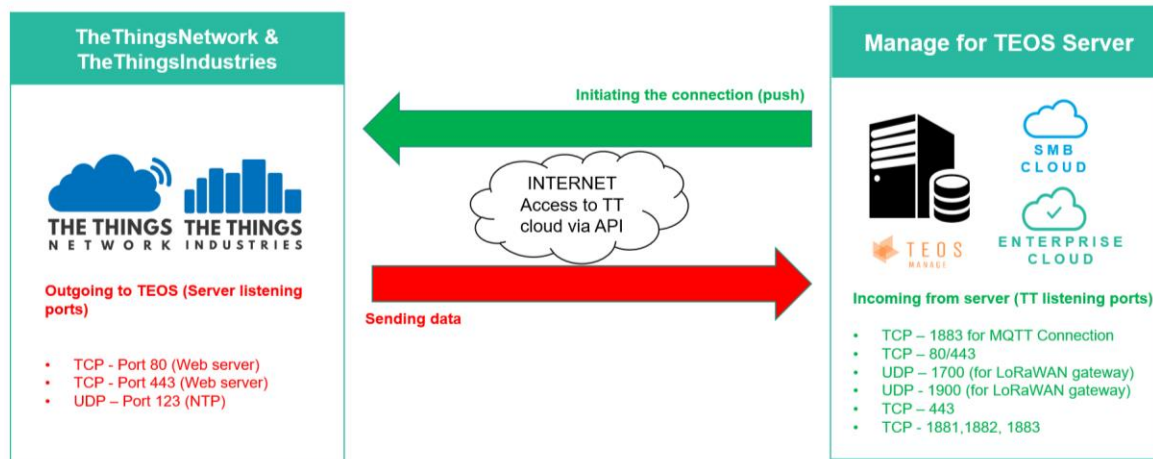 TheThingsNetwork &
TheThingsIndustries
THE THINGS
NETWORK
THE THINGS
INDUSTRIES
Outgoing to TEOS (Server listening
ports)
• TCP - Port 80 (Web server)
• TCP - Port 443 (Web server)
• UDP – Port 123 (NTP)
Initiating the connection (push)
INTERNET
Access to TT
cloud via API
Sending data
Manage for TEOS Server
SMB
CLOUD
TEOS
MANAGE
ENTERPRISE
CLOUD
Incoming from server (TT listening ports)
• TCP – 1883 for MQTT Connection
• TCP – 80/443
• UDP – 1700 (for LoRaWAN gateway)
• UDP - 1900 (for LoRaWAN gateway)
• TCP – 443
• TCP - 1881,1882, 1883